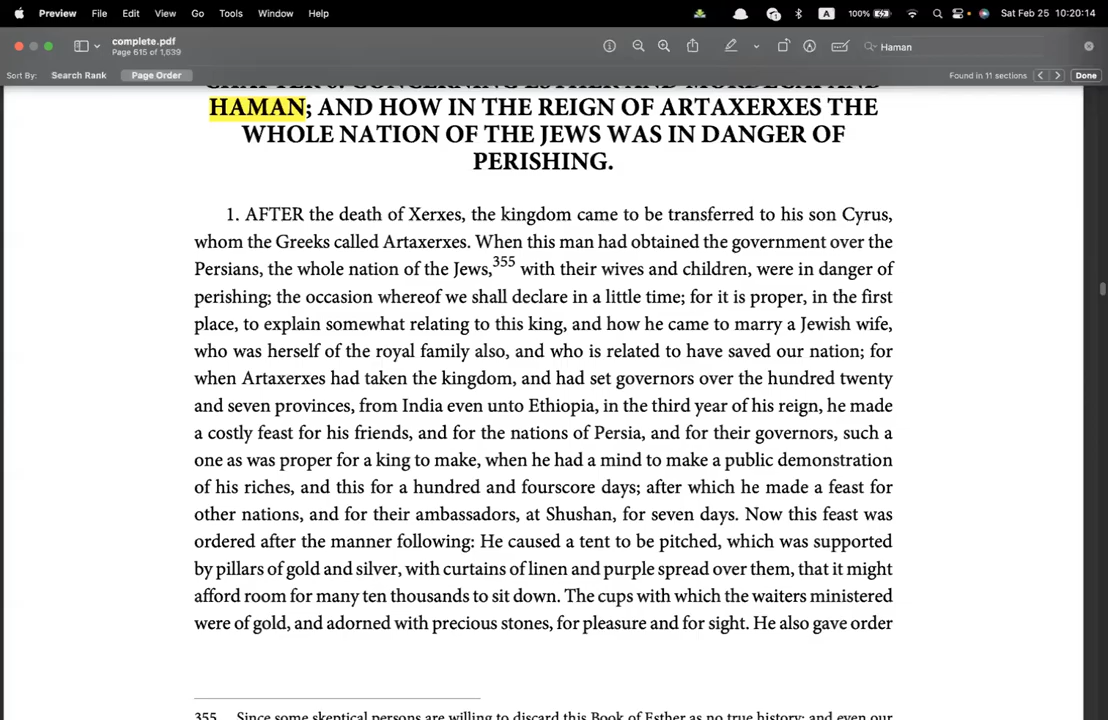 Preview File Edit View Go Tools Window Help A 100% Sat Feb 25 10:20:14
complete.pdf
Page 615 of 1,639
Haman
Sort By: Search Rank Page Order Found in 11 sections Done
HAMAN; AND HOW IN THE REIGN OF ARTAXERXES THE
WHOLE NATION OF THE JEWS WAS IN DANGER OF
PERISHING.
1. AFTER the death of Xerxes, the kingdom came to be transferred to his son Cyrus,
whom the Greeks called Artaxerxes. When this man had obtained the government over the
Persians, the whole nation of the Jews,355 with their wives and children, were in danger of
perishing; the occasion whereof we shall declare in a little time; for it is proper, in the first
place, to explain somewhat relating to this king, and how he came to marry a Jewish wife,
who was herself of the royal family also, and who is related to have saved our nation; for
when Artaxerxes had taken the kingdom, and had set governors over the hundred twenty
and seven provinces, from India even unto Ethiopia, in the third year of his reign, he made
a costly feast for his friends, and for the nations of Persia, and for their governors, such a
one as was proper for a king to make, when he had a mind to make a public demonstration
of his riches, and this for a hundred and fourscore days; after which he made a feast for
other nations, and for their ambassadors, at Shushan, for seven days. Now this feast was
ordered after the manner following: He caused a tent to be pitched, which was supported
by pillars of gold and silver, with curtains of linen and purple spread over them, that it might
afford room for many ten thousands to sit down. The cups with which the waiters ministered
were of gold, and adorned with precious stones, for pleasure and for sight. He also gave order
355 Since some skeptical persons are willing to discard this Book of Esther as no true history; and even our